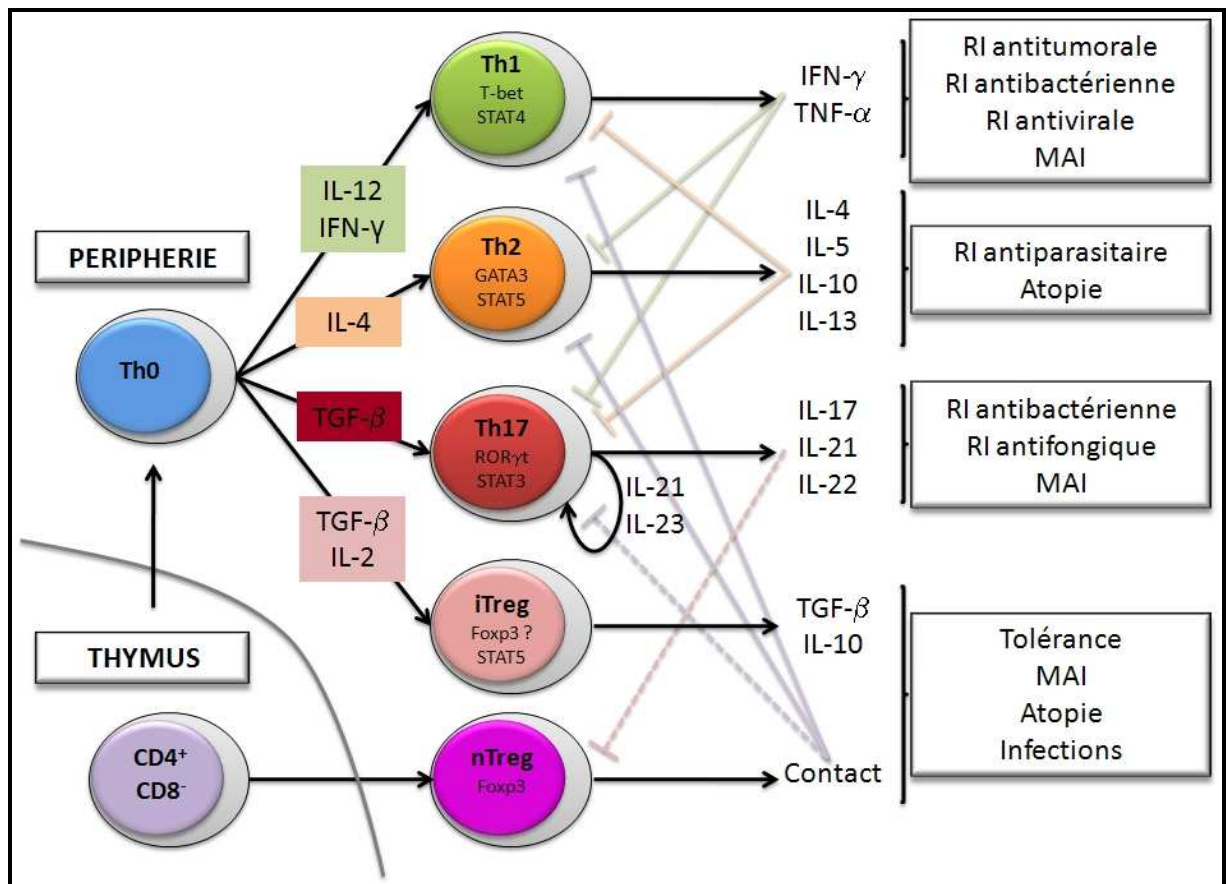 PERIPHERIE
Th0
THYMUS
CD4⁺
CD8⁻
IL-12
IFN-γ
IL-4
TGF-β
TGF-β
IL-2
Th1
T-bet
STAT4
Th2
GATA3
STAT5
Th17
RORγt
STAT3
IL-21
IL-23
iTreg
Foxp3 ?
STAT5
nTreg
Foxp3
IFN-γ
TNF-α
IL-4
IL-5
IL-10
IL-13
IL-17
IL-21
IL-22
TGF-β
IL-10
Contact
RI antitumorale
RI antibactérienne
RI antivirale
MAI
RI antiparasitaire
Atopie
RI antibactérienne
RI antifongique
MAI
Tolérance
MAI
Atopie
Infections